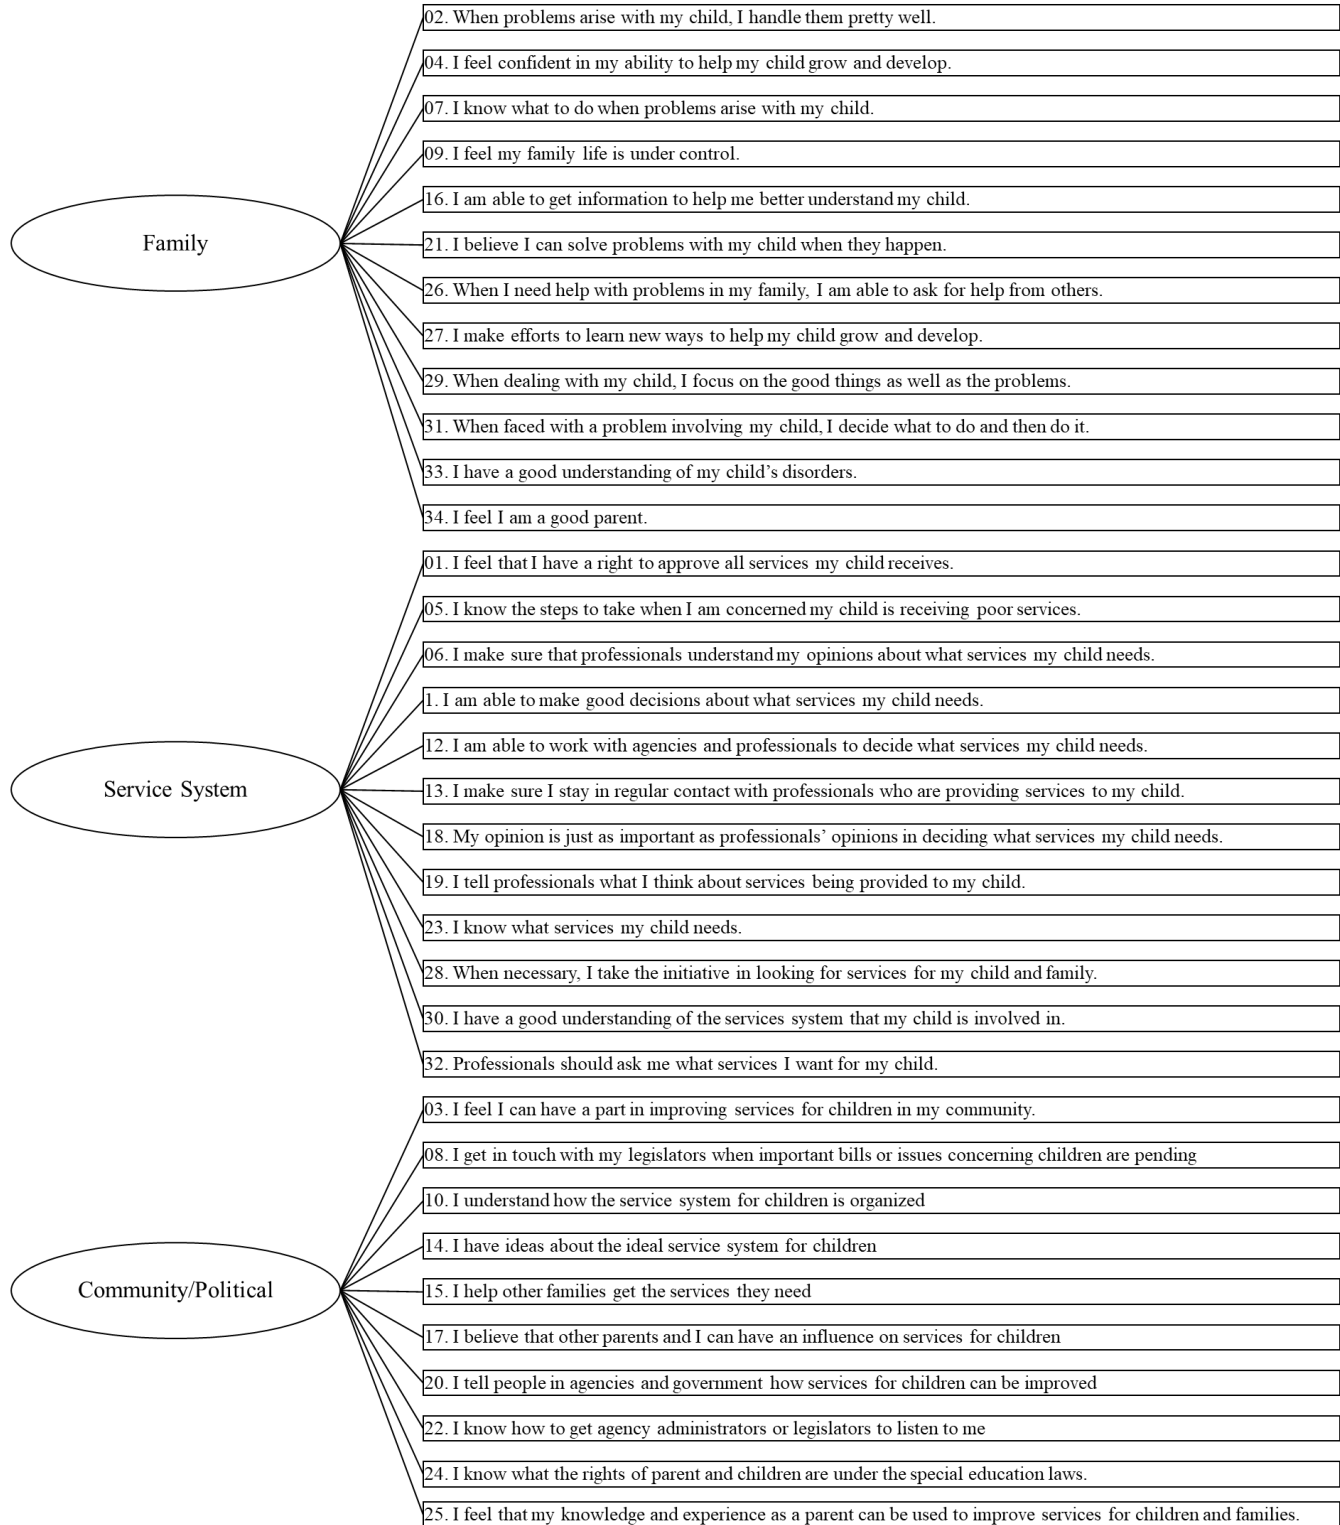 02. When problems arise with my child, I handle them pretty well.
04. I feel confident in my ability to help my child grow and develop.
07. I know what to do when problems arise with my child.
09. I feel my family life is under control.
16. I am able to get information to help me better understand my child.
Family
21. I believe I can solve problems with my child when they happen.
26. When I need help with problems in my family, I am able to ask for help from others.
27. I make efforts to learn new ways to help my child grow and develop.
29. When dealing with my child, I focus on the good things as well as the problems.
31. When faced with a problem involving my child, I decide what to do and then do it.
33. I have a good understanding of my child’s disorders.
34. I feel I am a good parent.
01. I feel that I have a right to approve all services my child receives.
05. I know the steps to take when I am concerned my child is receiving poor services.
06. I make sure that professionals understand my opinions about what services my child needs.
1. I am able to make good decisions about what services my child needs.
12. I am able to work with agencies and professionals to decide what services my child needs.
Service System
13. I make sure I stay in regular contact with professionals who are providing services to my child.
18. My opinion is just as important as professionals’ opinions in deciding what services my child needs.
19. I tell professionals what I think about services being provided to my child.
23. I know what services my child needs.
28. When necessary, I take the initiative in looking for services for my child and family.
30. I have a good understanding of the services system that my child is involved in.
32. Professionals should ask me what services I want for my child.
03. I feel I can have a part in improving services for children in my community.
08. I get in touch with my legislators when important bills or issues concerning children are pending
10. I understand how the service system for children is organized
14. I have ideas about the ideal service system for children
Community/Political
15. I help other families get the services they need
17. I believe that other parents and I can have an influence on services for children
20. I tell people in agencies and government how services for children can be improved
22. I know how to get agency administrators or legislators to listen to me
24. I know what the rights of parent and children are under the special education laws.
25. I feel that my knowledge and experience as a parent can be used to improve services for children and families.